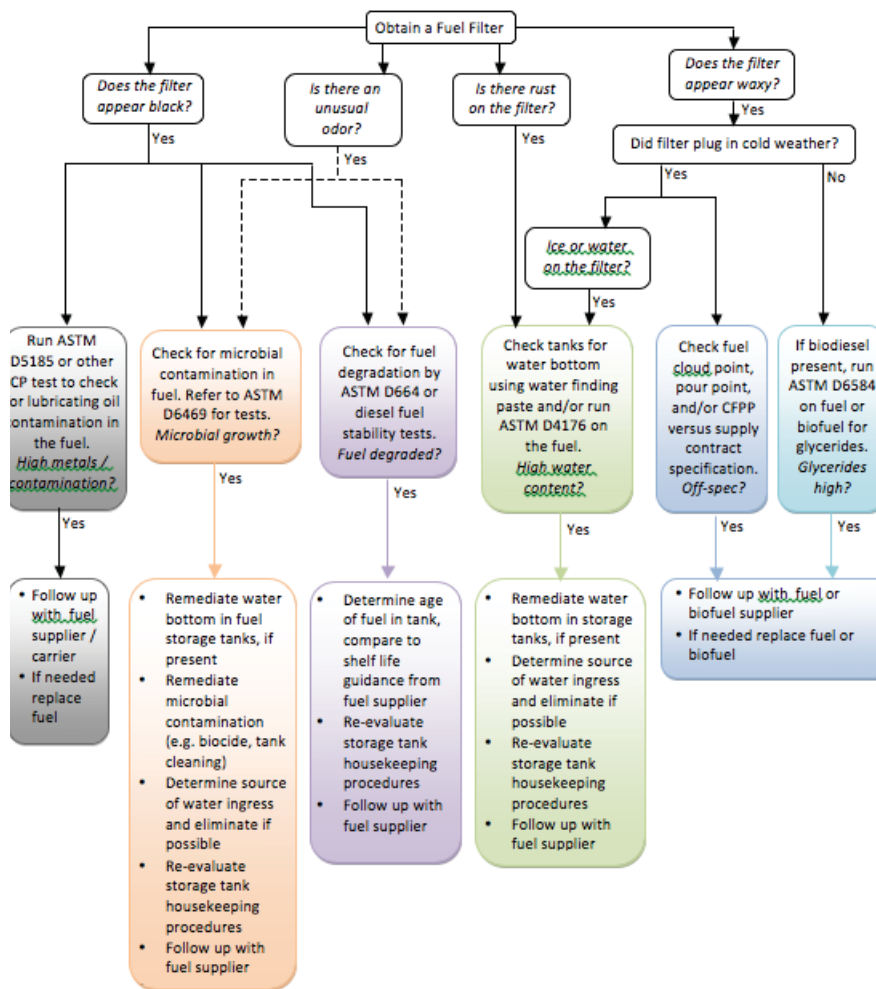 Obtain a Fuel Filter
Does the filter
appear black?
Is there an
unusual
odor?
Is there rust
on the filter?
Does the filter
appear waxy?
Yes
Yes
Yes
Yes
Did filter plug in cold weather?
Yes
No
Ice or water
on the filter?
Yes
Run ASTM
D5185 or other
CP test to check
or lubricating oil
contamination in
the fuel.
High metals /
contamination?
Check for microbial
contamination in
fuel. Refer to ASTM
D6469 for tests.
Microbial growth?
Check for fuel
degradation by
ASTM D664 or
diesel fuel
stability tests.
Fuel degraded?
Check tanks for
water bottom
using water finding
paste and/or run
ASTM D4176 on
the fuel.
High water
content?
Check fuel
cloud point,
pour point,
and/or CFPP
versus supply
contract
specification.
Off-spec?
If biodiesel
present, run
ASTM D6584
on fuel or
biofuel for
glycerides.
Glycerides
high?
Yes
Yes
Yes
Yes
Yes
Yes
• Follow up
with fuel
supplier /
carrier
• If needed
replace
fuel
• Remediate water
bottom in fuel
storage tanks, if
present
• Remediate
microbial
contamination
(e.g. biocide, tank
cleaning)
• Determine source
of water ingress
and eliminate if
possible
• Re-evaluate
storage tank
housekeeping
procedures
• Follow up with
fuel supplier
• Determine age
of fuel in tank,
compare to
shelf life
guidance from
fuel supplier
• Re-evaluate
storage tank
housekeeping
procedures
• Follow up with
fuel supplier
• Remediate water
bottom in storage
tanks, if present
• Determine source
of water ingress
and eliminate if
possible
• Re-evaluate
storage tank
housekeeping
procedures
• Follow up with
fuel supplier
• Follow up with fuel or
biofuel supplier
• If needed replace fuel or
biofuel